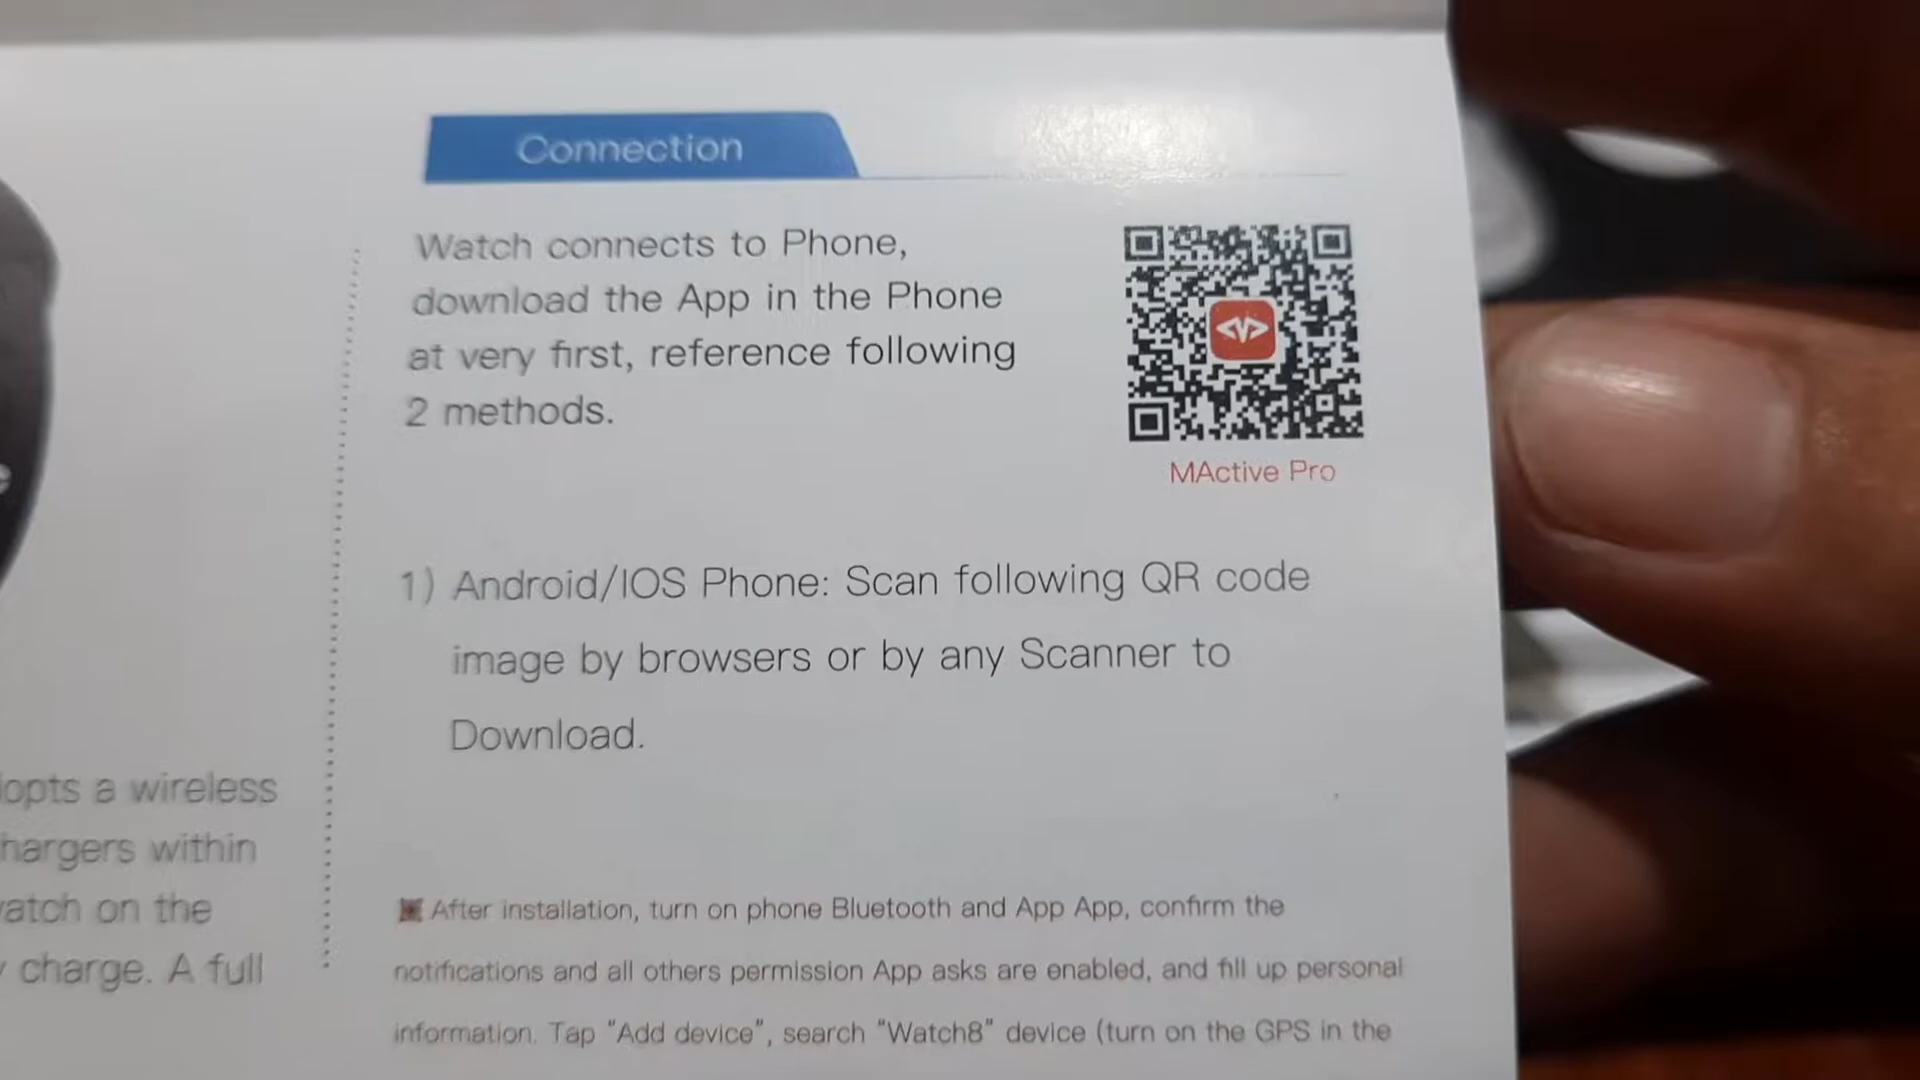 Connection
Watch connects to Phone,
download the App in the Phone
at very first, reference following
2 methods.
MActive Pro
1) Android/IOS Phone: Scan following QR code
image by browsers or by any Scanner to
Download.
After installation, turn on phone Bluetooth and App App, confirm the
notifications and all others permission App asks are enabled, and fill up personal
information. Tap "Add device", search "Watch8" device (turn on the GPS in the
a wireless
within
on the
charge. A full